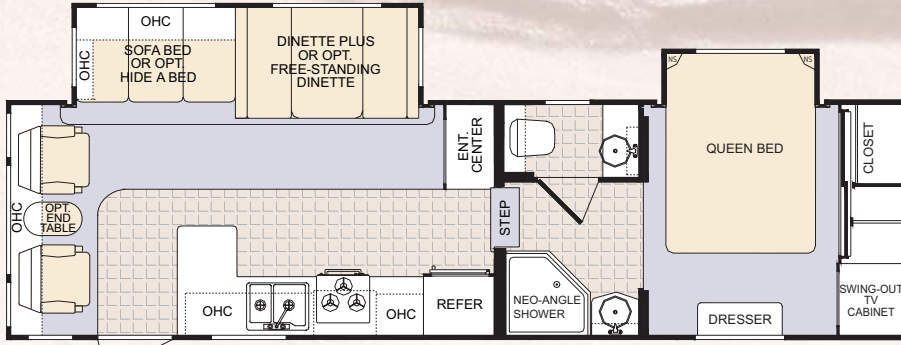 OHC
OHC
SOFA BED
OR OPT.
HIDE A BED
DINETTE PLUS
OR OPT.
FREE-STANDING
DINETTE
NS
NS
QUEEN BED
ENT.
CENTER
CLOSET
OHC
OPT.
END
TABLE
STEP
OHC
OHC
REFER
NEO-ANGLE
SHOWER
DRESSER
SWING-OUT
TV
CABINET